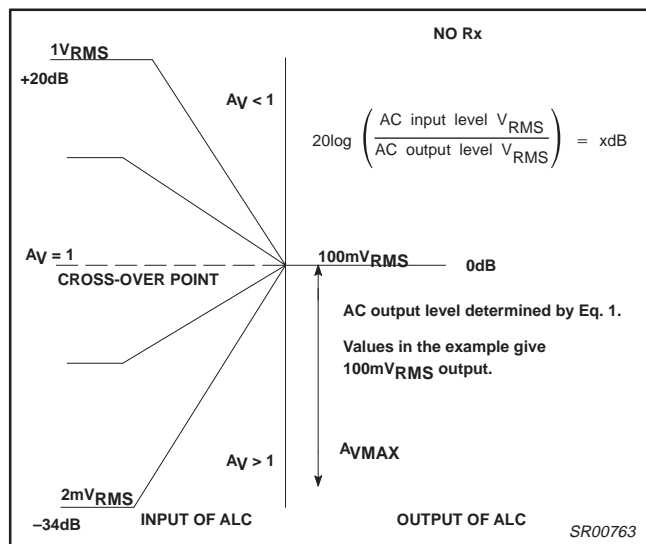 NO Rx
1VRMS
+20dB
AV < 1
20log ( AC input level VRMS / AC output level VRMS ) = xdB
AV = 1
CROSS-OVER POINT
100mVRMS
0dB
AC output level determined by Eq. 1.
Values in the example give
100mVRMS output.
AVMAX
AV > 1
2mVRMS
–34dB
INPUT OF ALC
OUTPUT OF ALC
SR00763